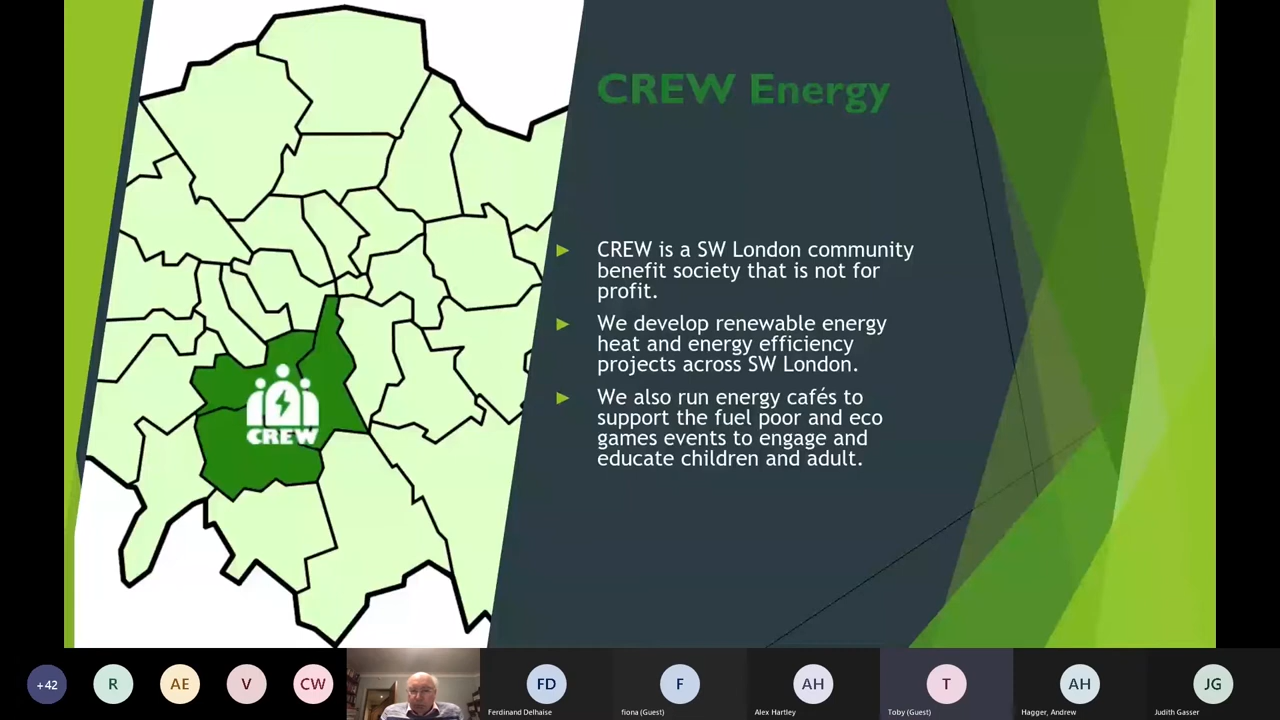 CREW Energy
CREW is a SW London community
benefit society that is not for
profit.
We develop renewable energy
heat and energy efficiency
projects across SW London.
We also run energy cafés to
support the fuel poor and eco
games events to engage and
educate children and adult.
CREW
+42
R
AE
V
CW
FD
Ferdinand Delhaise
F
fiona (Guest)
AH
Alex Hartley
T
Toby (Guest)
AH
Hagger, Andrew
JG
Judith Gasser